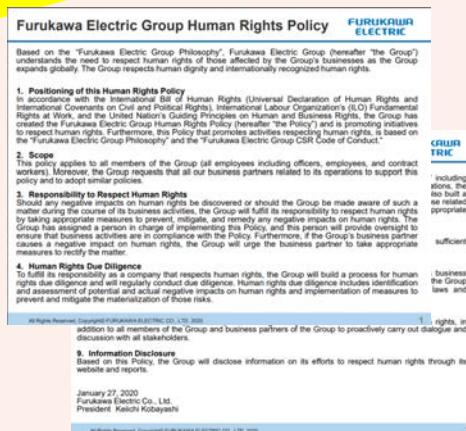 Furukawa Electric Group Human Rights Policy
FURUKAWA
ELECTRIC
Based on the "Furukawa Electric Group Philosophy", Furukawa Electric Group (hereafter "the Group")
understands the need to respect human rights of those affected by the Group's businesses as the Group
expands globally. The Group respects human dignity and internationally recognized human rights.
1. Positioning of this Human Rights Policy
In accordance with the International Bill of Human Rights (Universal Declaration of Human Rights and
International Covenants on Civil and Political Rights), International Labour Organization's (ILO) Fundamental
Rights at Work, and the United Nation's Guiding Principles on Human and Business Rights, the Group has
created the Furukawa Electric Group Human Rights Policy (hereafter "the Policy") and is promoting initiatives
to respect human rights. Furthermore, this Policy that promotes activities respecting human rights, is based on
the "Furukawa Electric Group Philosophy" and the "Furukawa Electric Group CSR Code of Conduct."
2. Scope
This policy applies to all members of the Group (all employees including officers, employees, and contract
workers). Moreover, the Group requests that all our business partners related to its operations to support this
policy and to adopt similar policies.
3. Responsibility to Respect Human Rights
Should any negative impacts on human rights be discovered or should the Group be made aware of such a
matter during the course of its business activities, the Group will fulfill its responsibility to respect human rights
by taking appropriate measures to prevent, mitigate, and remedy any negative impacts on human rights. The
Group has assigned a person in charge of implementing this Policy, and this person will provide oversight to
ensure that business activities are in compliance with the Policy. Furthermore, if the Group's business partner
causes a negative impact on human rights, the Group will urge the business partner to take appropriate
measures to rectify the matter.
4. Human Rights Due Diligence
To fulfill its responsibility as a company that respects human rights, the Group will build a process for human
rights due diligence and will regularly conduct due diligence. Human rights due diligence includes identification
and assessment of potential and actual negative impacts on human rights and implementation of measures to
prevent and mitigate the materialization of those risks.
All Rights Reserved, Copyright© FURUKAWA ELECTRIC CO., LTD. 2020
1
including
ations, the
so built a
se related
ppropriate
sufficient
business
the Group
laws and
rights, in
addition to all members of the Group and business partners of the Group to proactively carry out dialogue and
discussion with all stakeholders.
9. Information Disclosure
Based on this Policy, the Group will disclose information on its efforts to respect human rights through its
website and reports.
January 27, 2020
Furukawa Electric Co., Ltd.
President Keiichi Kobayashi